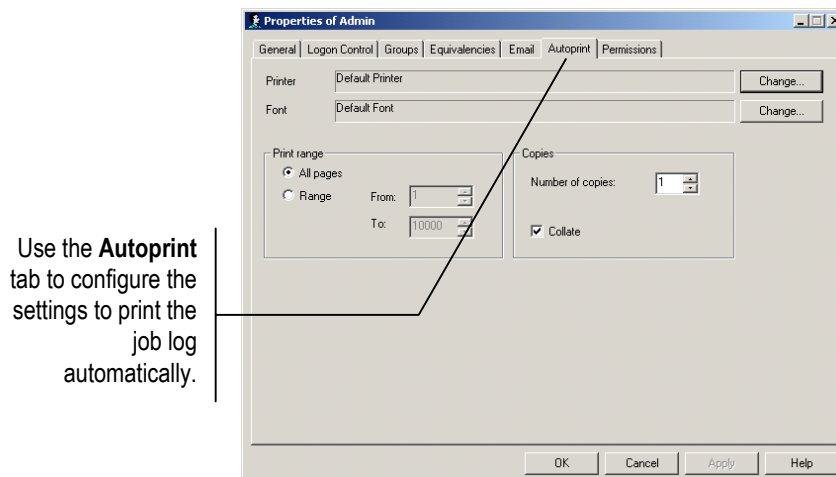 Properties of Admin
General Logon Control Groups Equivalencies Email Autoprint Permissions
Printer Default Printer Change...
Font Default Font Change...
Print range
All pages
Range From: 1
To: 10000
Copies
Number of copies: 1
Collate
Use the Autoprint
tab to configure the
settings to print the
job log
automatically.
OK Cancel Apply Help